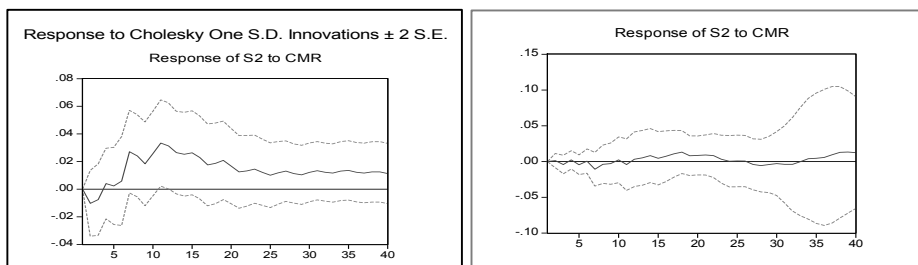 Response to Cholesky One S.D. Innovations ± 2 S.E.
Response of S2 to CMR
.08
.06
.04
.02
.00
-.02
-.04
5 10 15 20 25 30 35 40
Response of S2 to CMR
.15
.10
.05
.00
-.05
-.10
5 10 15 20 25 30 35 40